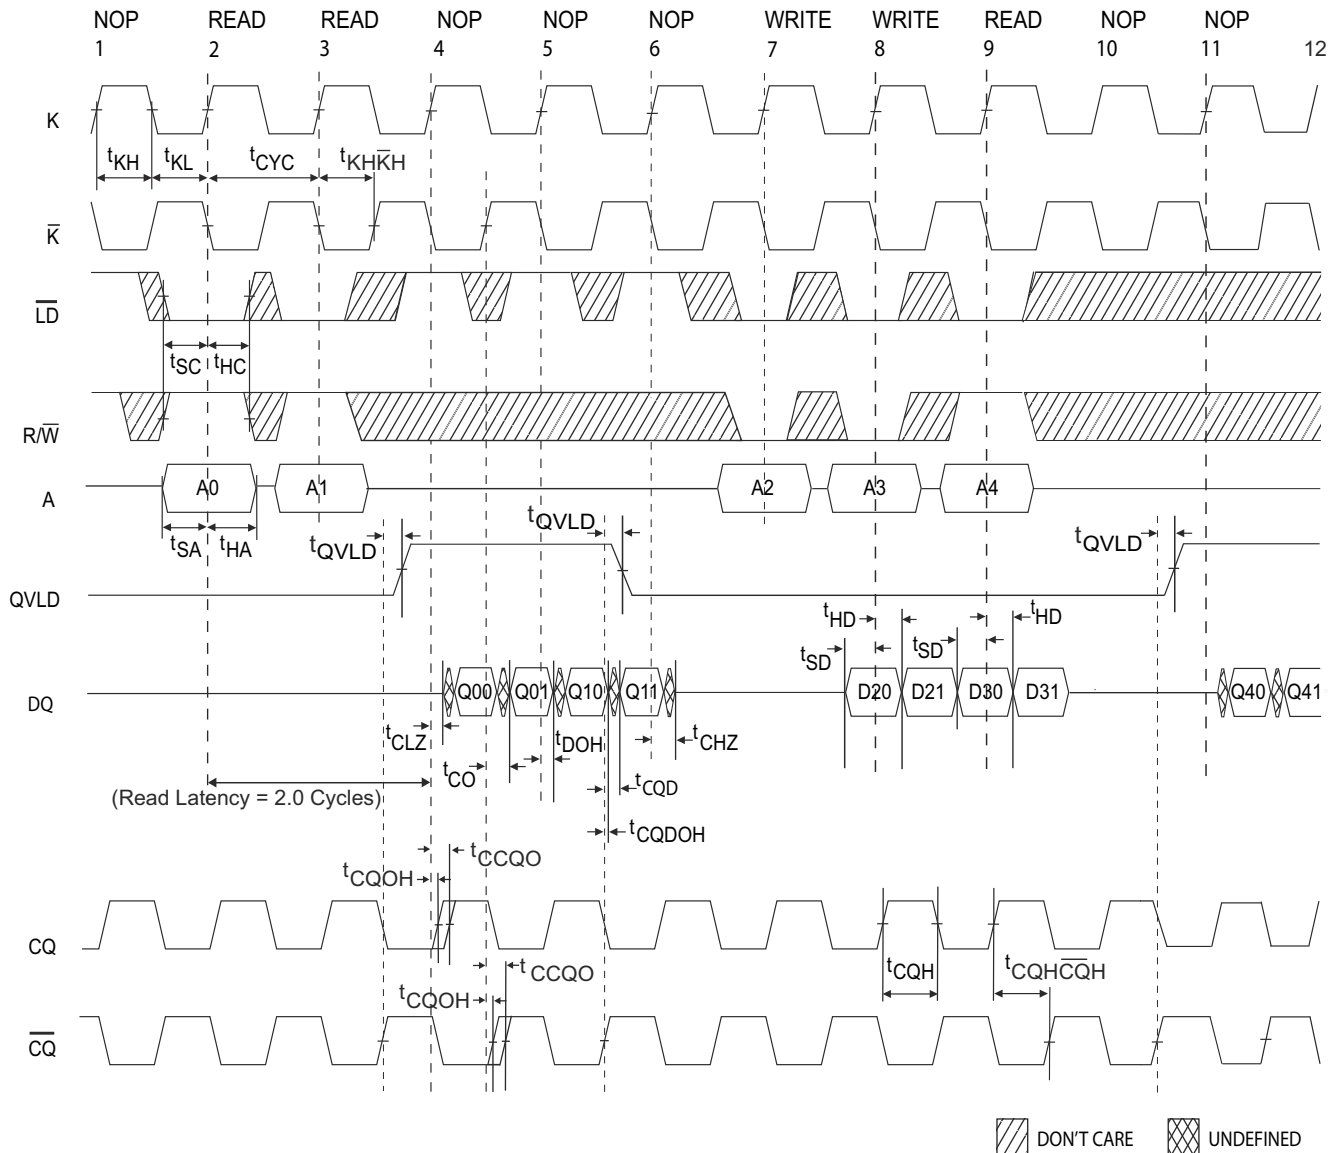 NOP READ READ NOP NOP NOP WRITE WRITE READ NOP NOP
1 2 3 4 5 6 7 8 9 10 11 12
K
tKH tKL tCYC tKHK̅H
K̅
L̅D̅
tSC tHC
R/W̅
A A0 A1 A2 A3 A4
tSA tHA tQVLD tQVLD tQVLD
QVLD
tHD tHD
tSD tSD
DQ Q00 Q01 Q10 Q11 D20 D21 D30 D31 Q40 Q41
tCLZ tDOH tCHZ
tCO tCQD
(Read Latency = 2.0 Cycles)
tCQDOH
tCCQO
tCQOH
CQ
tCQH tCQHC̅Q̅H
tCCQO
tCQOH
C̅Q̅
DON'T CARE UNDEFINED